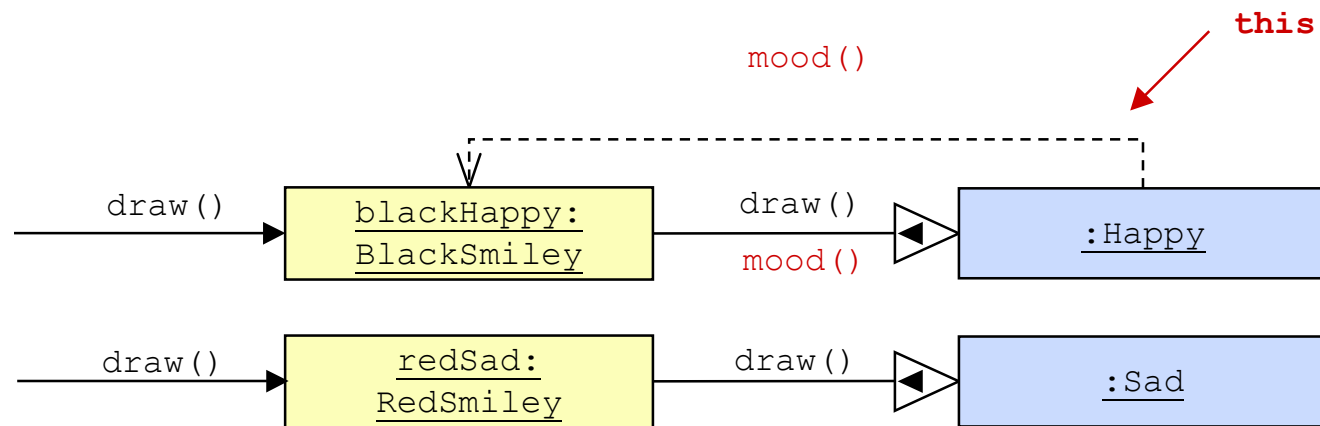 this
mood()
draw()
blackHappy:
BlackSmiley
draw()
mood()
:Happy
draw()
redSad:
RedSmiley
draw()
:Sad